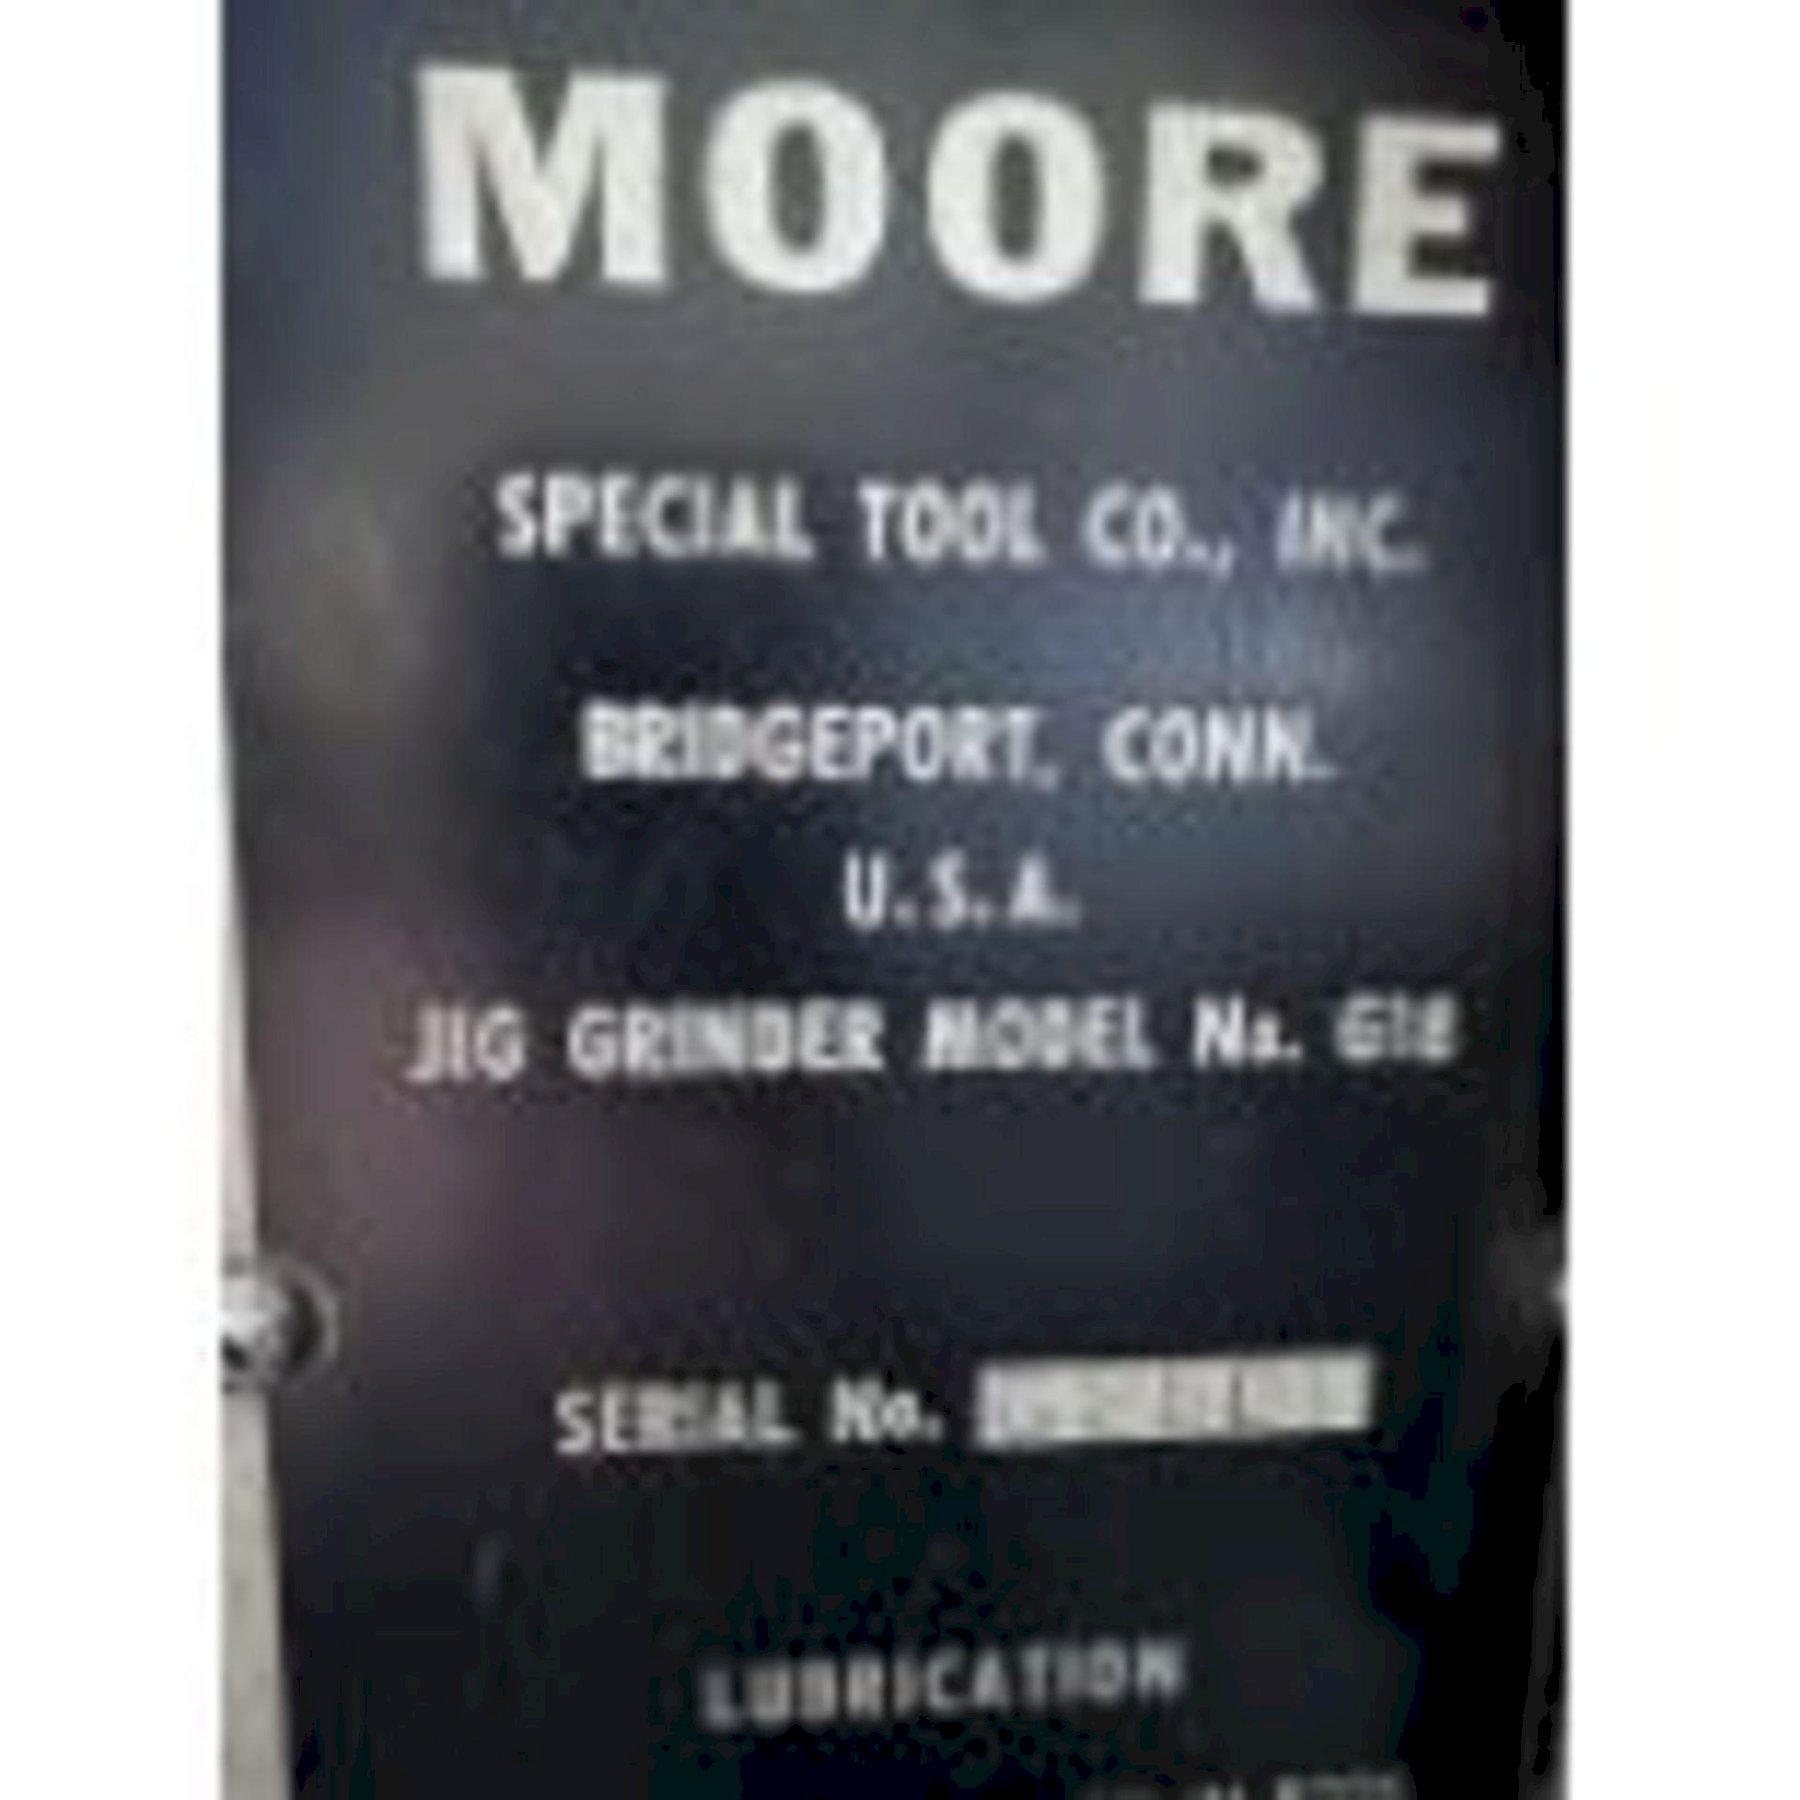 MOORE
SPECIAL TOOL CO., INC.
BRIDGEPORT, CONN.
U.S.A.
JIG GRINDER MODEL No. G18
SERIAL No.
LUBRICATION